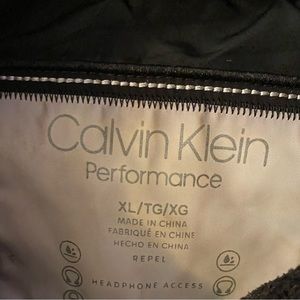 Calvin Klein
Performance
XL/TG/XG
MADE IN CHINA
FABRIQUÉ EN CHINE
HECHO EN CHINA
REPEL
HEADPHONE ACCESS